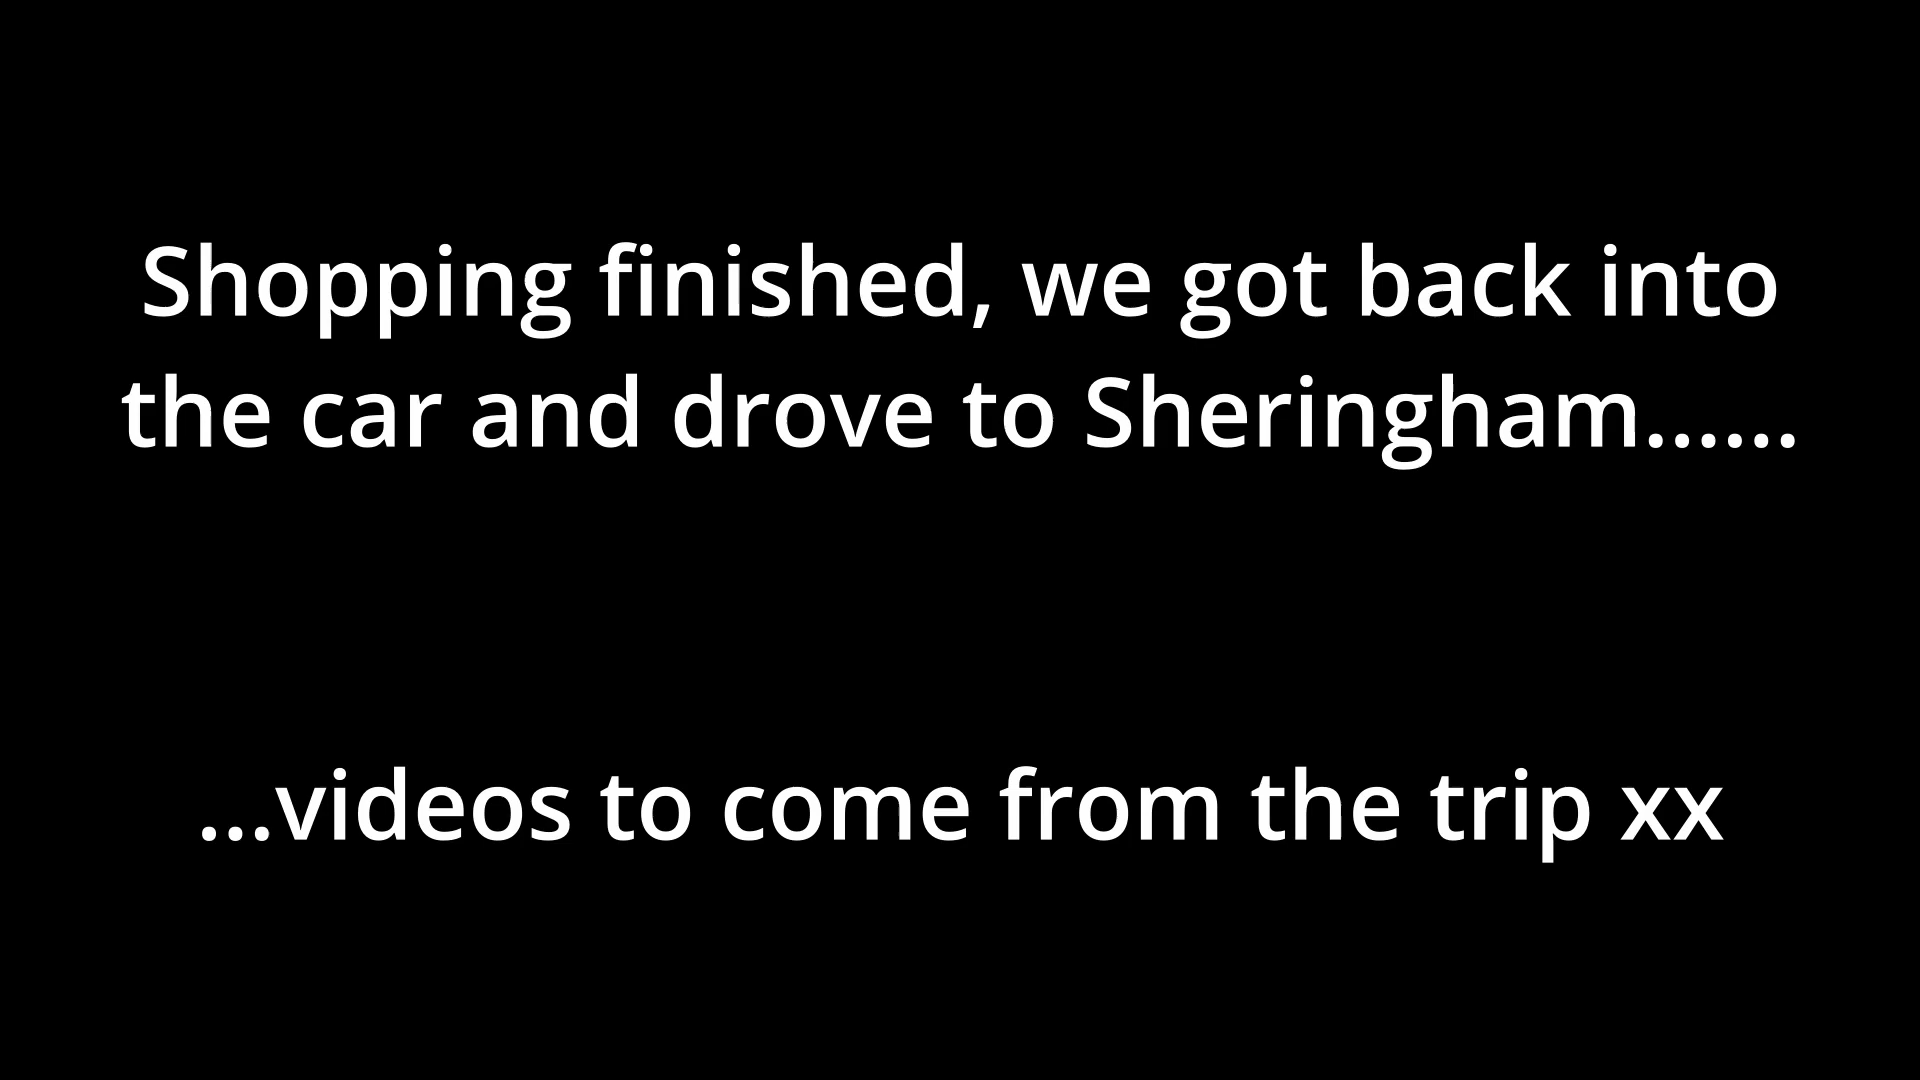 Shopping finished, we got back into
the car and drove to Sheringham......
...videos to come from the trip xx